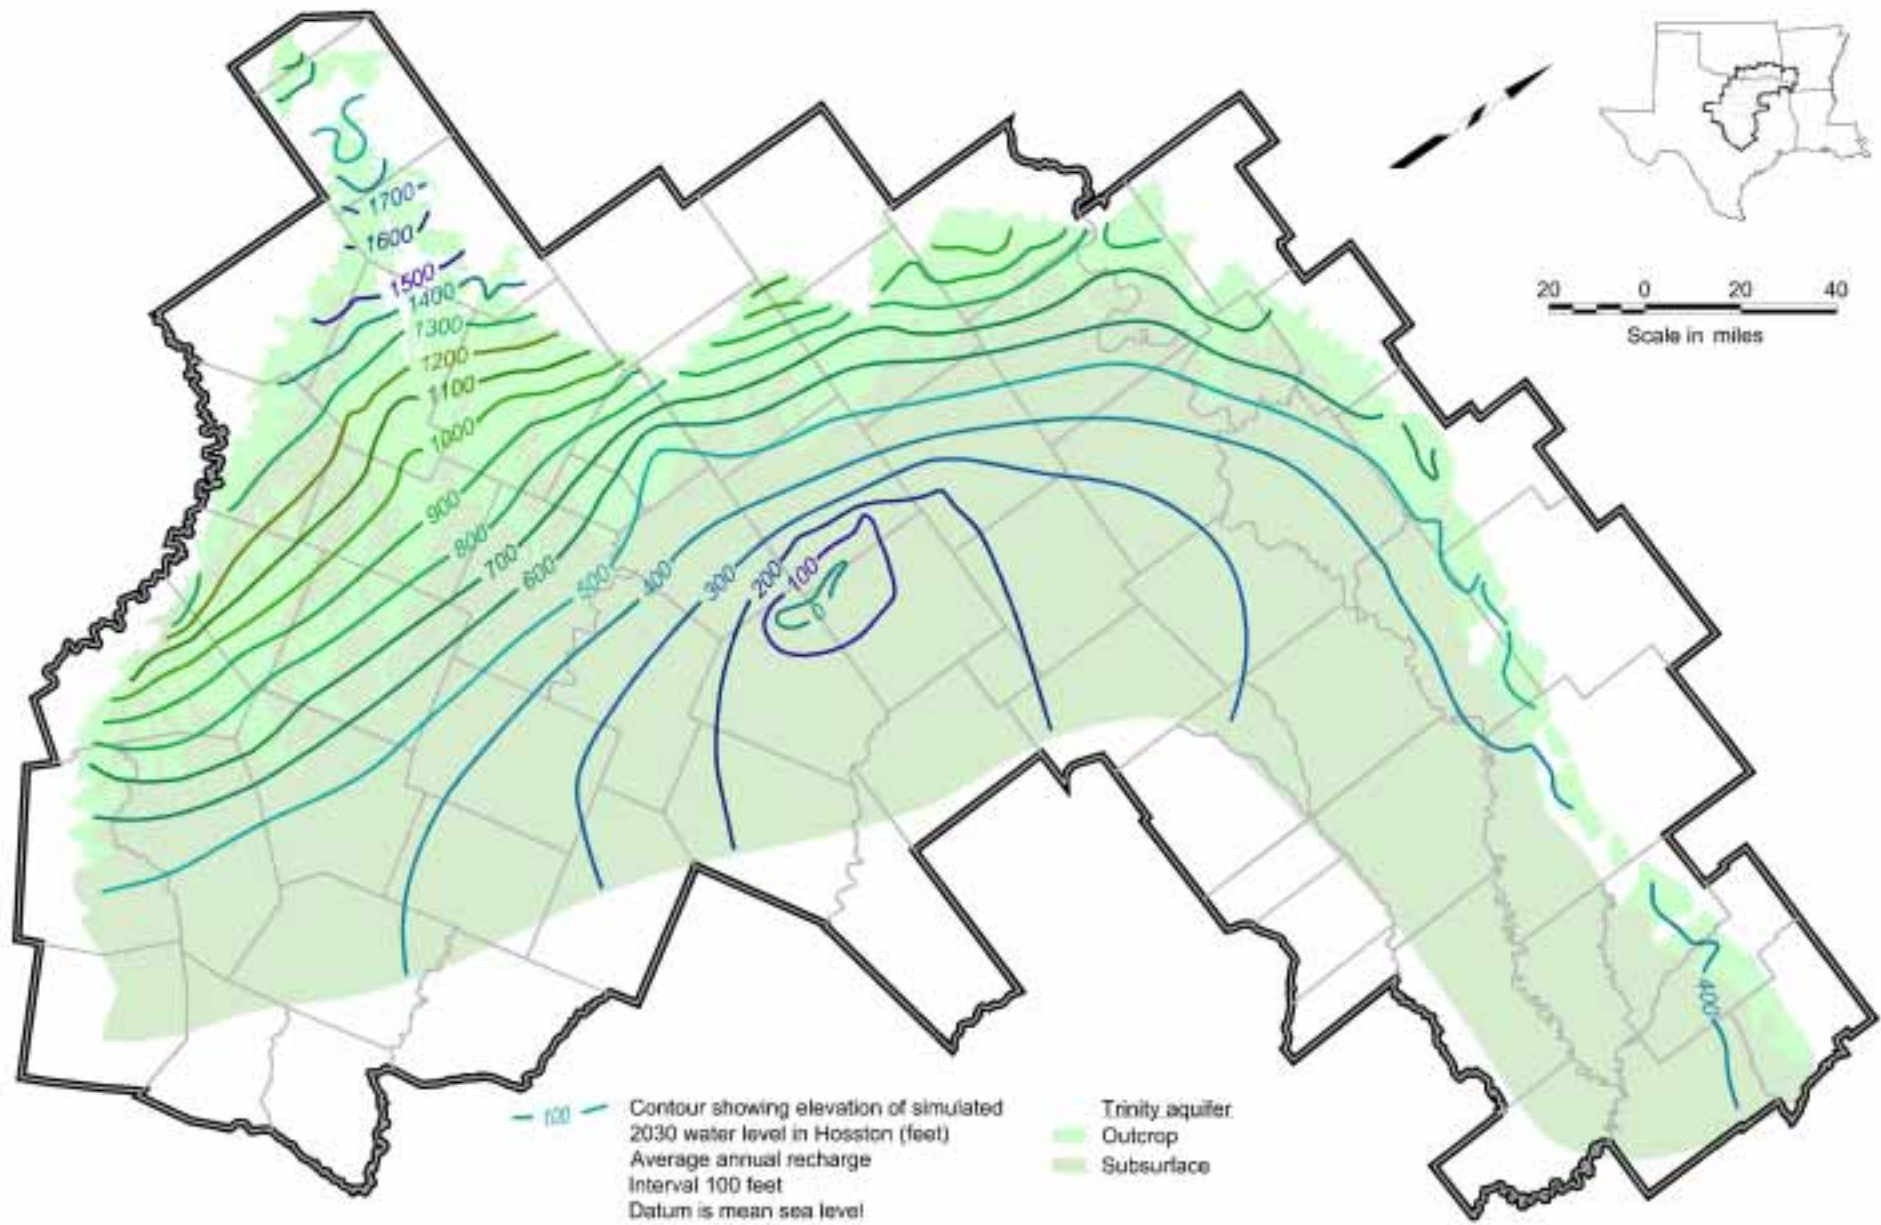 1700
1600
1500
1400
1300
1200
1100
1000
900
800
700
600
500
400
300
200
100
0
400
20 0 20 40
Scale in miles
100
Contour showing elevation of simulated
2030 water level in Hosston (feet)
Average annual recharge
Interval 100 feet
Datum is mean sea level
Trinity aquifer
Outcrop
Subsurface